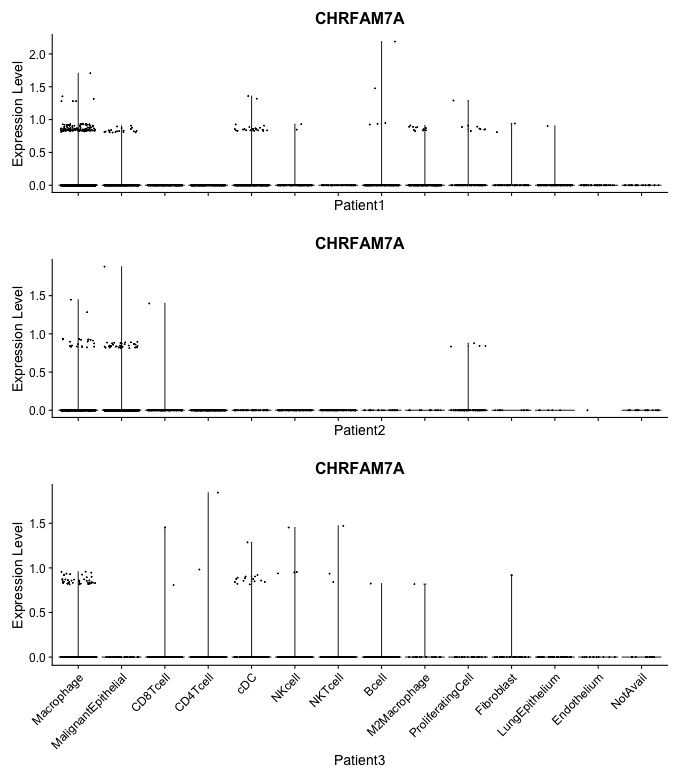 CHRFAM7A
Expression Level
2.0
1.5
1.0
0.5
0.0
Patient1
CHRFAM7A
Expression Level
1.5
1.0
0.5
0.0
Patient2
CHRFAM7A
Expression Level
1.5
1.0
0.5
0.0
Macrophage
MalignantEpithelial
CD8Tcell
CD4Tcell
cDC
NKcell
NKTcell
Bcell
M2Macrophage
ProliferatingCell
Fibroblast
LungEpithelium
Endothelium
NotAvail
Patient3